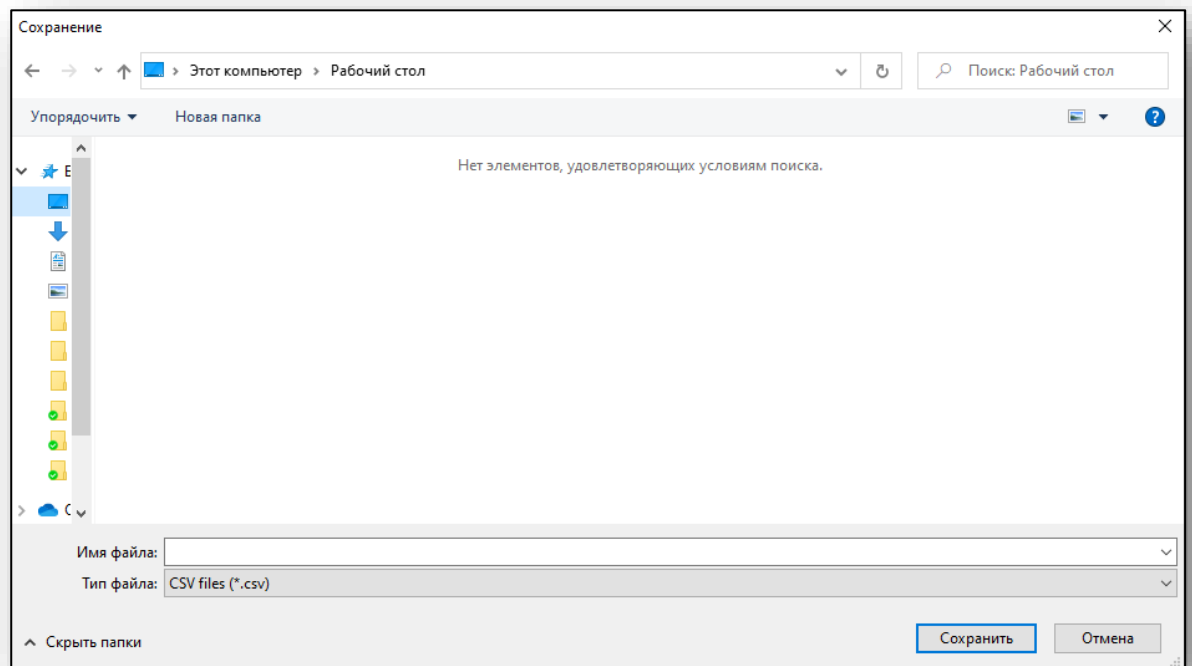 Сохранение
Этот компьютер > Рабочий стол
Поиск: Рабочий стол
Упорядочить
Новая папка
Нет элементов, удовлетворяющих условиям поиска.
Имя файла:
Тип файла: CSV files (*.csv)
Скрыть папки
Сохранить
Отмена